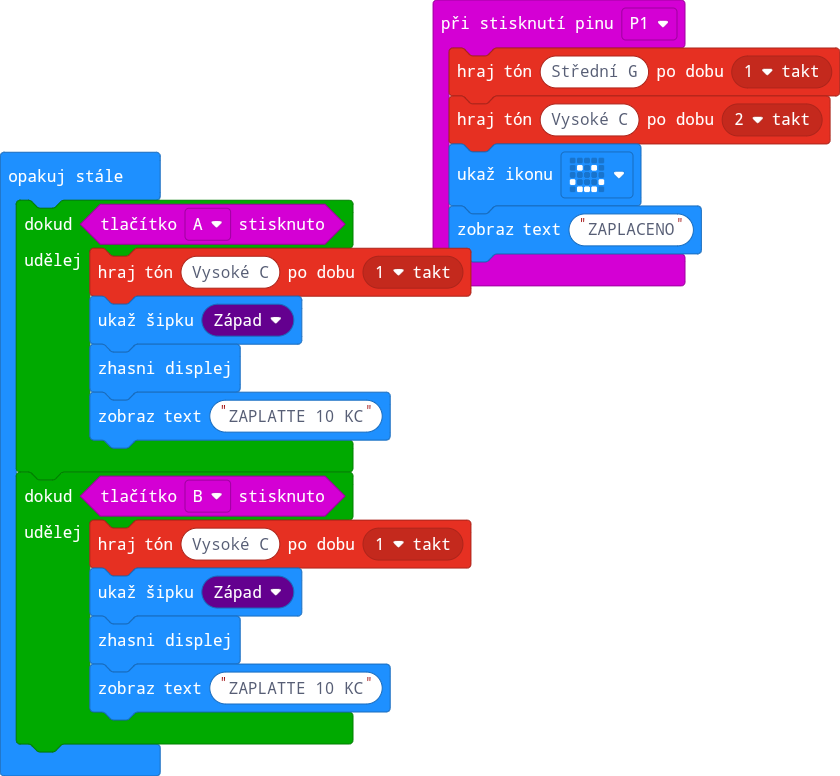 při stisknutí pinu P1
hraj tón Střední G po dobu 1 takt
hraj tón Vysoké C po dobu 2 takt
ukaž ikonu
zobraz text "ZAPLACENO"
opakuj stále
dokud tlačítko A stisknuto
udělej
hraj tón Vysoké C po dobu 1 takt
ukaž šipku Západ
zhasni displej
zobraz text "ZAPLATTE 10 KC"
dokud tlačítko B stisknuto
udělej
hraj tón Vysoké C po dobu 1 takt
ukaž šipku Západ
zhasni displej
zobraz text "ZAPLATTE 10 KC"